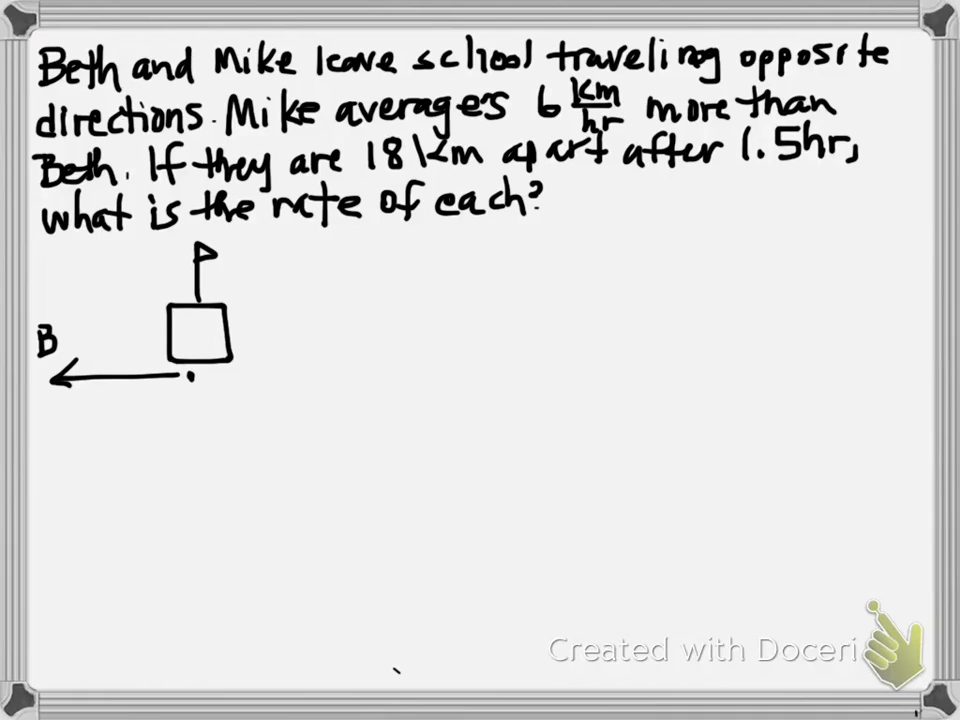 Beth and Mike leave school traveling opposite
directions. Mike averages 6 km/hr more than
Beth. If they are 18 km apart after 1.5hr,
what is the rate of each?
B
Created with Doceri